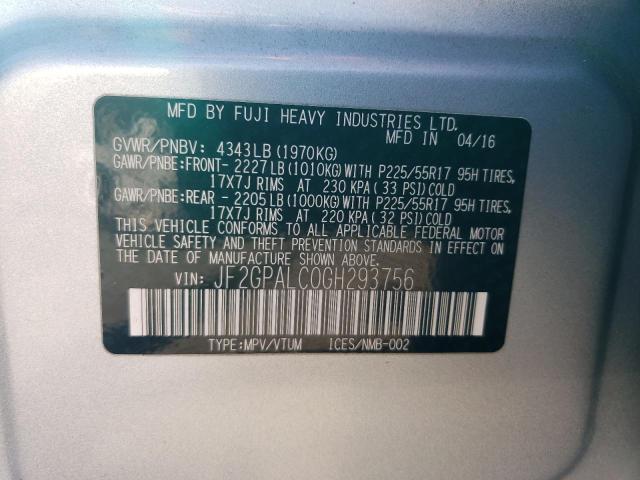 MFD BY FUJI HEAVY INDUSTRIES LTD.
MFD IN 04/16
GVWR/PNBV: 4343LB(1970KG)
GAWR/PNBE:FRONT- 2227LB(1010KG)WITH P225/55R17 95H TIRES,
17X7J RIMS AT 230 KPA(33 PSI)COLD
GAWR/PNBE:REAR - 2205LB(1000KG)WITH P225/55R17 95H TIRES,
17X7J RIMS AT 220 KPA(32 PSI)COLD
THIS VEHICLE CONFORMS TO ALL APPLICABLE FEDERAL MOTOR
VEHICLE SAFETY AND THEFT PREVENTION STANDARDS IN EFFECT ON
THE DATE OF MANUFACTURE SHOWN ABOVE.
VIN: JF2GPALC0GH293756
TYPE:MPV/VTUM ICES/NMB-002